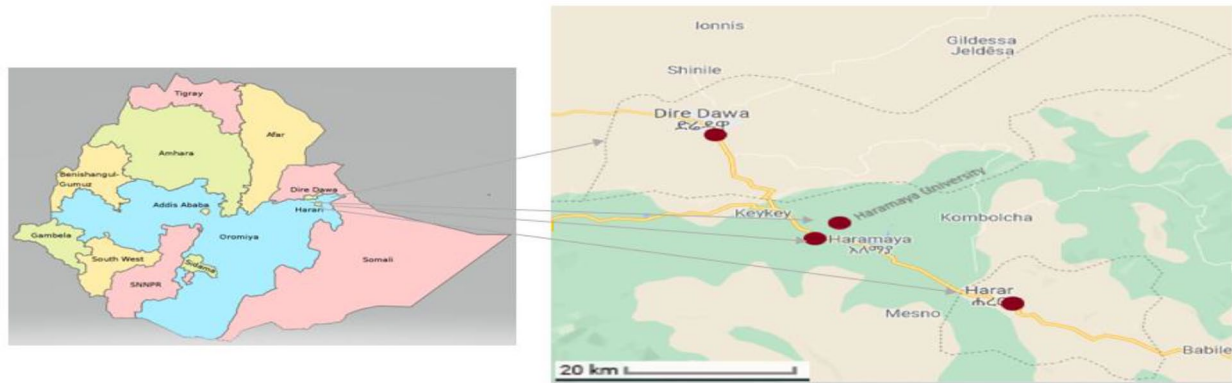 Tigray
Afar
Amhara
Benishangul-
Gumuz
Dire Dawa
Addis Ababa
Harari
Gambela
Oromiya
South West
Sidama
Somali
SNNPR
Ionnis
Gildessa
Jeldēsa
Shinile
Dire Dawa
ድሬዳዋ
Haramaya University
Keykey
Kombolcha
Haramaya
አለማያ
Harar
Mesno
Babile
20 km